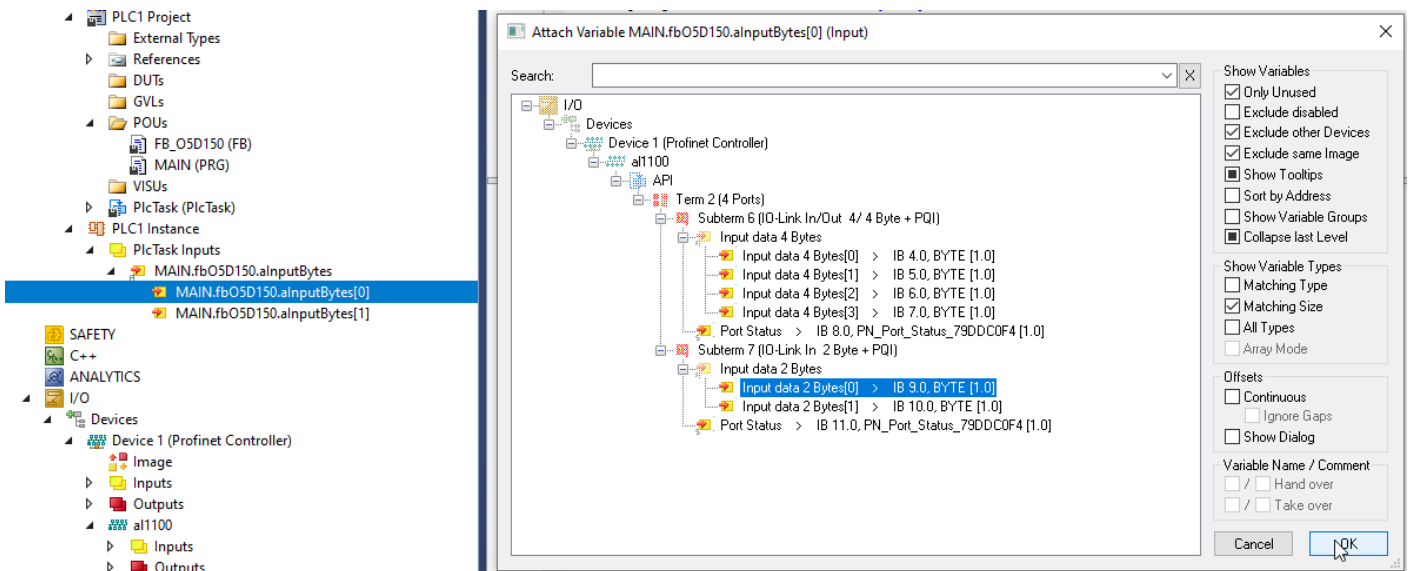 PLC1 Project
External Types
References
DUTs
GVLs
POUs
FB_O5D150 (FB)
MAIN (PRG)
VISUs
PlcTask (PlcTask)
PLC1 Instance
PlcTask Inputs
MAIN.fbO5D150.aInputBytes
MAIN.fbO5D150.aInputBytes[0]
MAIN.fbO5D150.aInputBytes[1]
SAFETY
C++
ANALYTICS
I/O
Devices
Device 1 (Profinet Controller)
Image
Inputs
Outputs
al1100
Inputs
Outputs
Attach Variable MAIN.fbO5D150.aInputBytes[0] (Input)
Search:
I/O
Devices
Device 1 (Profinet Controller)
al1100
API
Term 2 (4 Ports)
Subterm 6 (IO-Link In/Out 4/ 4 Byte + PQI)
Input data 4 Bytes
Input data 4 Bytes[0] > IB 4.0, BYTE [1.0]
Input data 4 Bytes[1] > IB 5.0, BYTE [1.0]
Input data 4 Bytes[2] > IB 6.0, BYTE [1.0]
Input data 4 Bytes[3] > IB 7.0, BYTE [1.0]
Port Status > IB 8.0, PN_Port_Status_79DDC0F4 [1.0]
Subterm 7 (IO-Link In 2 Byte + PQI)
Input data 2 Bytes
Input data 2 Bytes[0] > IB 9.0, BYTE [1.0]
Input data 2 Bytes[1] > IB 10.0, BYTE [1.0]
Port Status > IB 11.0, PN_Port_Status_79DDC0F4 [1.0]
Show Variables
Only Unused
Exclude disabled
Exclude other Devices
Exclude same Image
Show Tooltips
Sort by Address
Show Variable Groups
Collapse last Level
Show Variable Types
Matching Type
Matching Size
All Types
Array Mode
Offsets
Continuous
Ignore Gaps
Show Dialog
Variable Name / Comment
/ Hand over
/ Take over
Cancel
OK